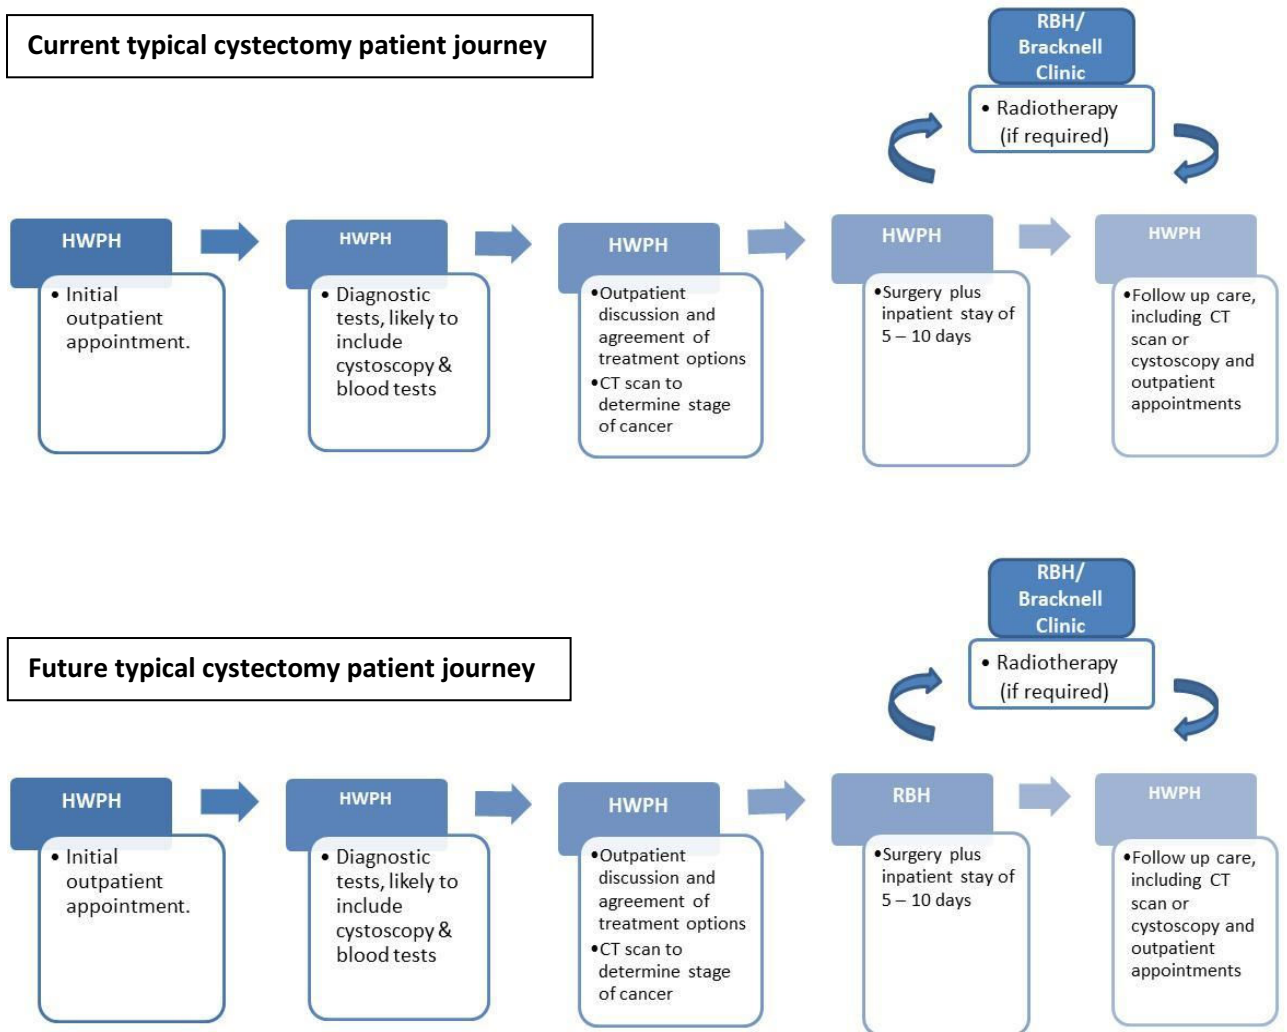 Current typical cystectomy patient journey
RBH/
Bracknell
Clinic
• Radiotherapy
(if required)
HWPH
• Initial
outpatient
appointment.
HWPH
• Diagnostic
tests, likely to
include
cystoscopy &
blood tests
HWPH
•Outpatient
discussion and
agreement of
treatment options
•CT scan to
determine stage
of cancer
HWPH
•Surgery plus
inpatient stay of
5 – 10 days
HWPH
•Follow up care,
including CT
scan or
cystoscopy and
outpatient
appointments
Future typical cystectomy patient journey
RBH/
Bracknell
Clinic
• Radiotherapy
(if required)
HWPH
• Initial
outpatient
appointment.
HWPH
• Diagnostic
tests, likely to
include
cystoscopy &
blood tests
HWPH
•Outpatient
discussion and
agreement of
treatment options
•CT scan to
determine stage
of cancer
RBH
•Surgery plus
inpatient stay of
5 – 10 days
HWPH
•Follow up care,
including CT
scan or
cystoscopy and
outpatient
appointments